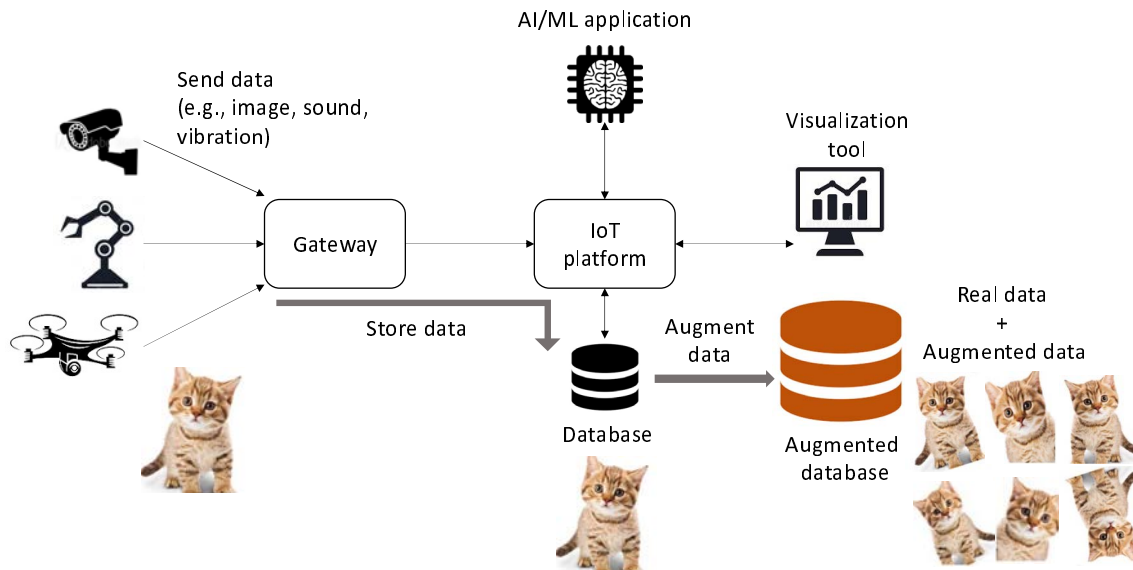 AI/ML application
Send data
(e.g., image, sound,
vibration)
Visualization
tool
Gateway
IoT
platform
Store data
Augment
data
Real data
+
Augmented data
Database
Augmented
database